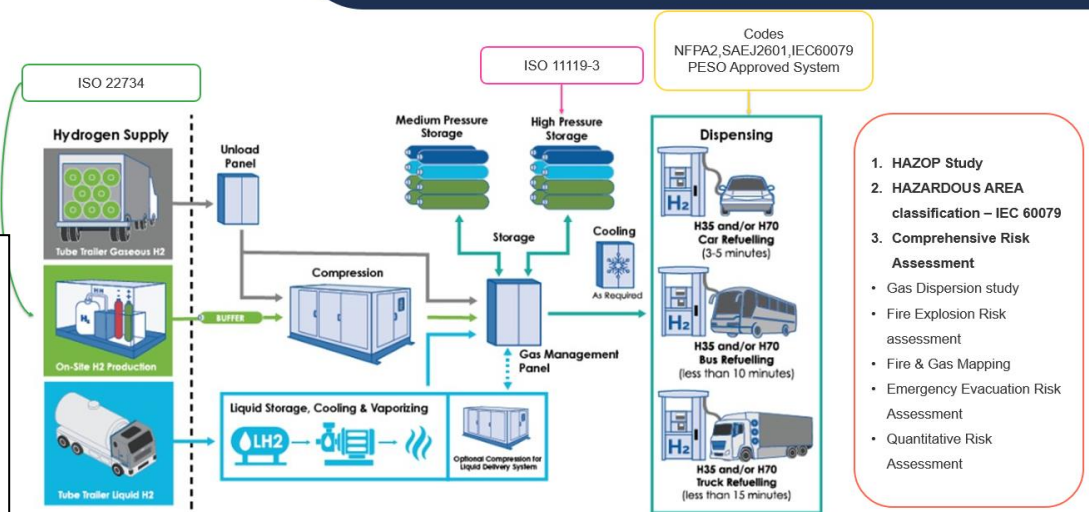 Codes
NFPA2,SAEJ2601,IEC60079
PESO Approved System
ISO 11119-3
ISO 22734
Hydrogen Supply
Tube Trailer Gaseous H2
H₂
On-Site H2 Production
Tube Trailer Liquid H2
Unload
Panel
BUFFER
Compression
Medium Pressure
Storage
High Pressure
Storage
Storage
Cooling
As Required
Gas Management
Panel
Liquid Storage, Cooling & Vaporizing
LH2
Optional Compression for
Liquid Delivery System
Dispensing
H₂
H35 and/or H70
Car Refuelling
(3-5 minutes)
H₂
H35 and/or H70
Bus Refuelling
(less than 10 minutes)
H₂
H35 and/or H70
Truck Refuelling
(less than 15 minutes)
1. HAZOP Study
2. HAZARDOUS AREA
classification – IEC 60079
3. Comprehensive Risk
Assessment
• Gas Dispersion study
• Fire Explosion Risk
assessment
• Fire & Gas Mapping
• Emergency Evacuation Risk
Assessment
• Quantitative Risk
Assessment